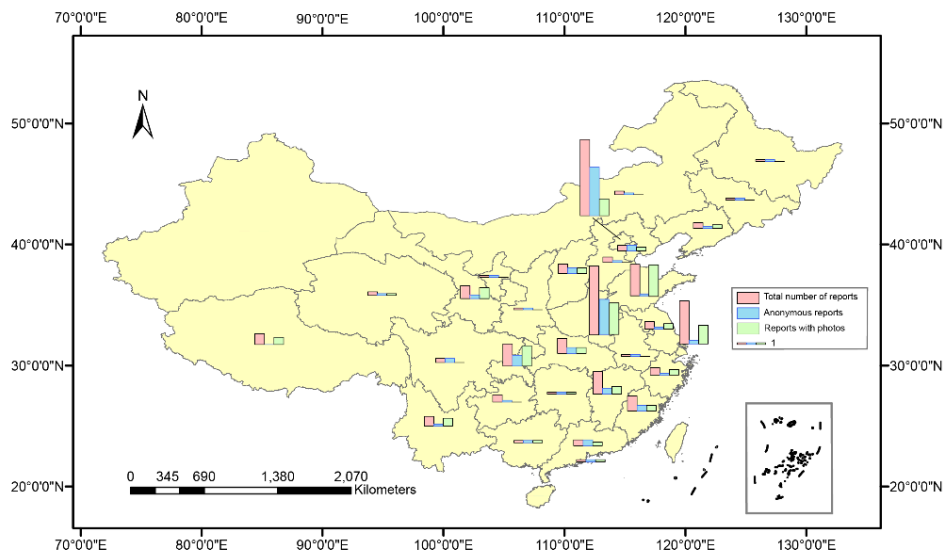 70°0'0"E 80°0'0"E 90°0'0"E 100°0'0"E 110°0'0"E 120°0'0"E 130°0'0"E
N
50°0'0"N 50°0'0"N
40°0'0"N 40°0'0"N
Total number of reports
Anonymous reports
Reports with photos
1
30°0'0"N 30°0'0"N
0 345 690 1,380 2,070
Kilometers
20°0'0"N 20°0'0"N
70°0'0"E 80°0'0"E 90°0'0"E 100°0'0"E 110°0'0"E 120°0'0"E 130°0'0"E